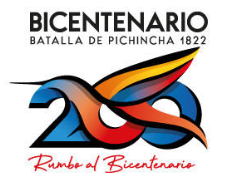 BICENTENARIO
BATALLA DE PICHINCHA 1822
200
Rumbo al Bicentenario